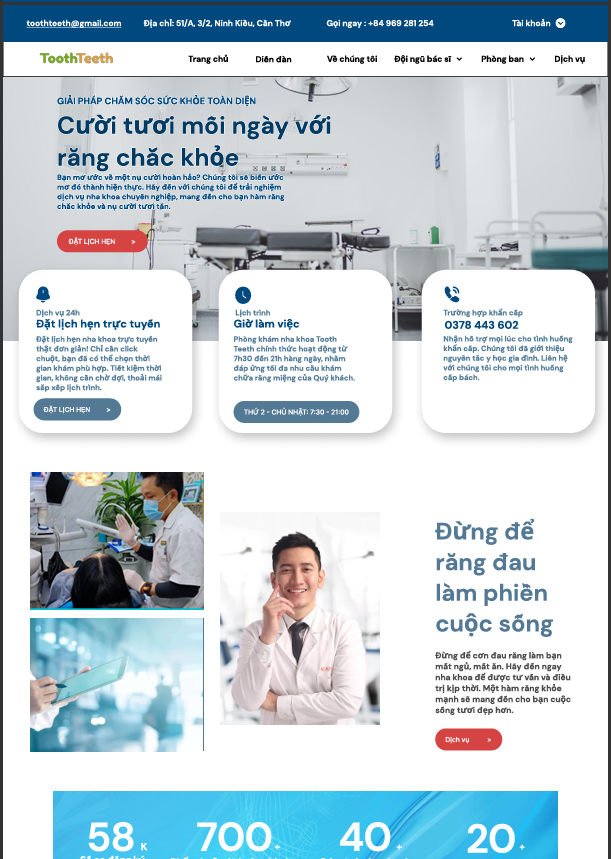 toothteeth@gmail.com Địa chỉ: 51/A, 3/2, Ninh Kiều, Cần Thơ Gọi ngay : +84 969 281 254 Tài khoản
ToothTeeth Trang chủ Diễn đàn Về chúng tôi Đội ngũ bác sĩ Phòng ban Dịch vụ
GIẢI PHÁP CHĂM SÓC SỨC KHỎE TOÀN DIỆN
Cười tươi mỗi ngày với
răng chắc khỏe
Bạn mơ ước về một nụ cười hoàn hảo? Chúng tôi sẽ biến ước
mơ đó thành hiện thực. Hãy đến với chúng tôi để trải nghiệm
dịch vụ nha khoa chuyên nghiệp, mang đến cho bạn hàm răng
chắc khỏe và nụ cười tươi tắn.
ĐẶT LỊCH HẸN >
Dịch vụ 24h
Đặt lịch hẹn trực tuyến
Đặt lịch hẹn nha khoa trực tuyến
thật đơn giản! Chỉ cần click
chuột, bạn đã có thể chọn thời
gian khám phù hợp. Tiết kiệm thời
gian, không cần chờ đợi, thoải mái
sắp xếp lịch trình.
ĐẶT LỊCH HẸN >
Lịch trình
Giờ làm việc
Phòng khám nha khoa Tooth
Teeth chính thức hoạt động từ
7h30 đến 21h hàng ngày, nhằm
đáp ứng tối đa nhu cầu khám
chữa răng miệng của Quý khách.
THỨ 2 - CHỦ NHẬT: 7:30 - 21:00
Trường hợp khẩn cấp
0378 443 602
Nhận hỗ trợ mọi lúc cho tình huống
khẩn cấp. Chúng tôi đã giới thiệu
nguyên tắc y học gia đình. Liên hệ
với chúng tôi cho mọi tình huống
cấp bách.
Đừng để
răng đau
làm phiền
cuộc sống
Đừng để cơn đau răng làm bạn
mất ngủ, mất ăn. Hãy đến ngay
nha khoa để được tư vấn và điều
trị kịp thời. Một hàm răng khỏe
mạnh sẽ mang đến cho bạn cuộc
sống tươi đẹp hơn.
Dịch vụ >
58 K 700 + 40 + 20 +